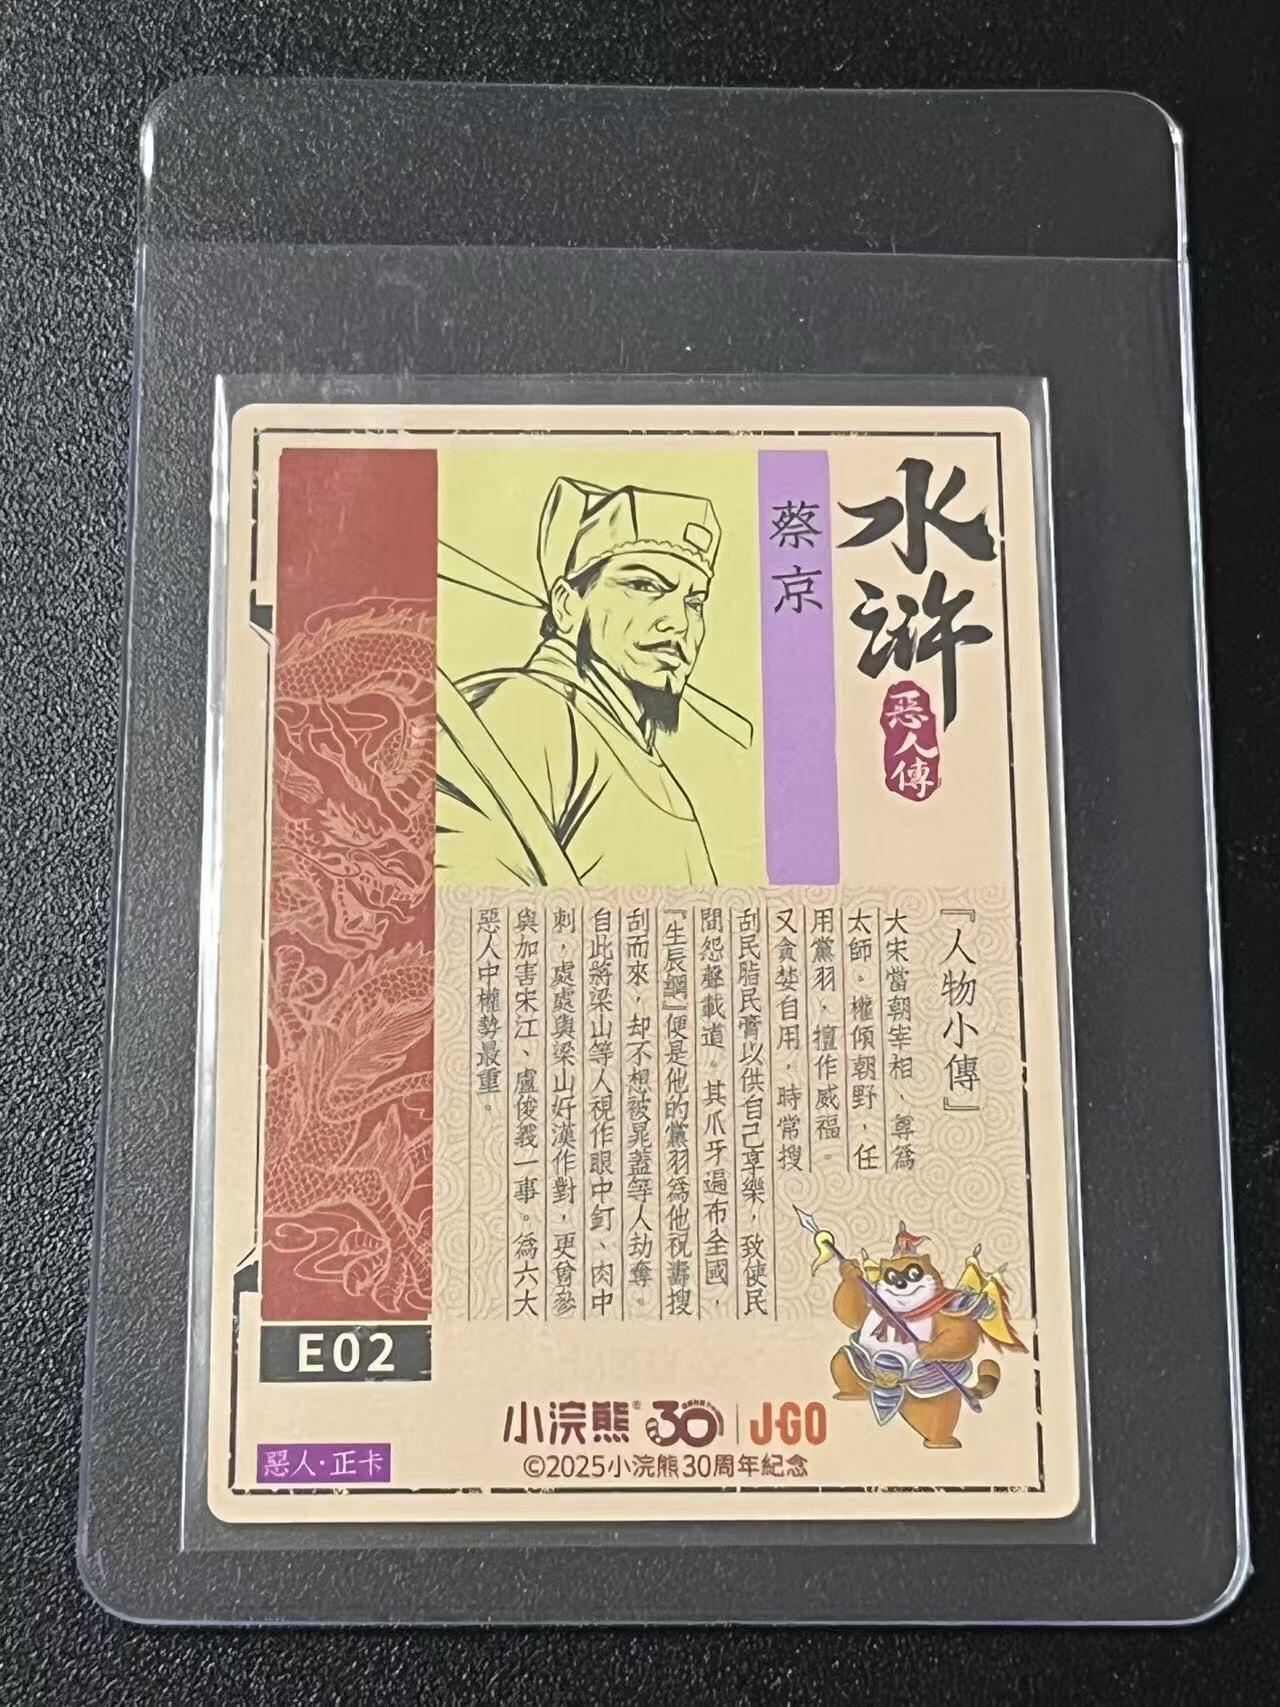 水滸
惡人傳
蔡京
『人物小傳』
大宋當朝宰相、尊爲
太師。權傾朝野，任
用黨羽，擅作威福。
又貪婪自用，時常搜
刮民脂民膏以供自己享樂，致使民
間怨聲載道。其爪牙遍布全國，
『生辰綱』便是他的黨羽爲他祝壽搜
刮而來，却不想被晁蓋等人劫奪。
自此將梁山等人視作眼中釘、肉中
刺，處處與梁山好漢作對，更曾參
與加害宋江、盧俊義一事。爲六大
惡人中權勢最重。
E02
惡人·正卡
小浣熊® 30 J·GO
©2025小浣熊30周年紀念